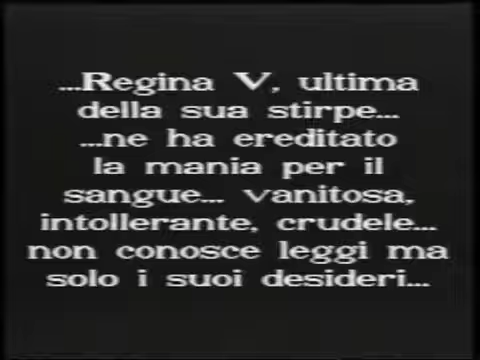 ...Regina V, ultima
della sua stirpe...
...ne ha ereditato
la mania per il
sangue... vanitosa,
intollerante, crudele...
non conosce leggi ma
solo i suoi desideri...